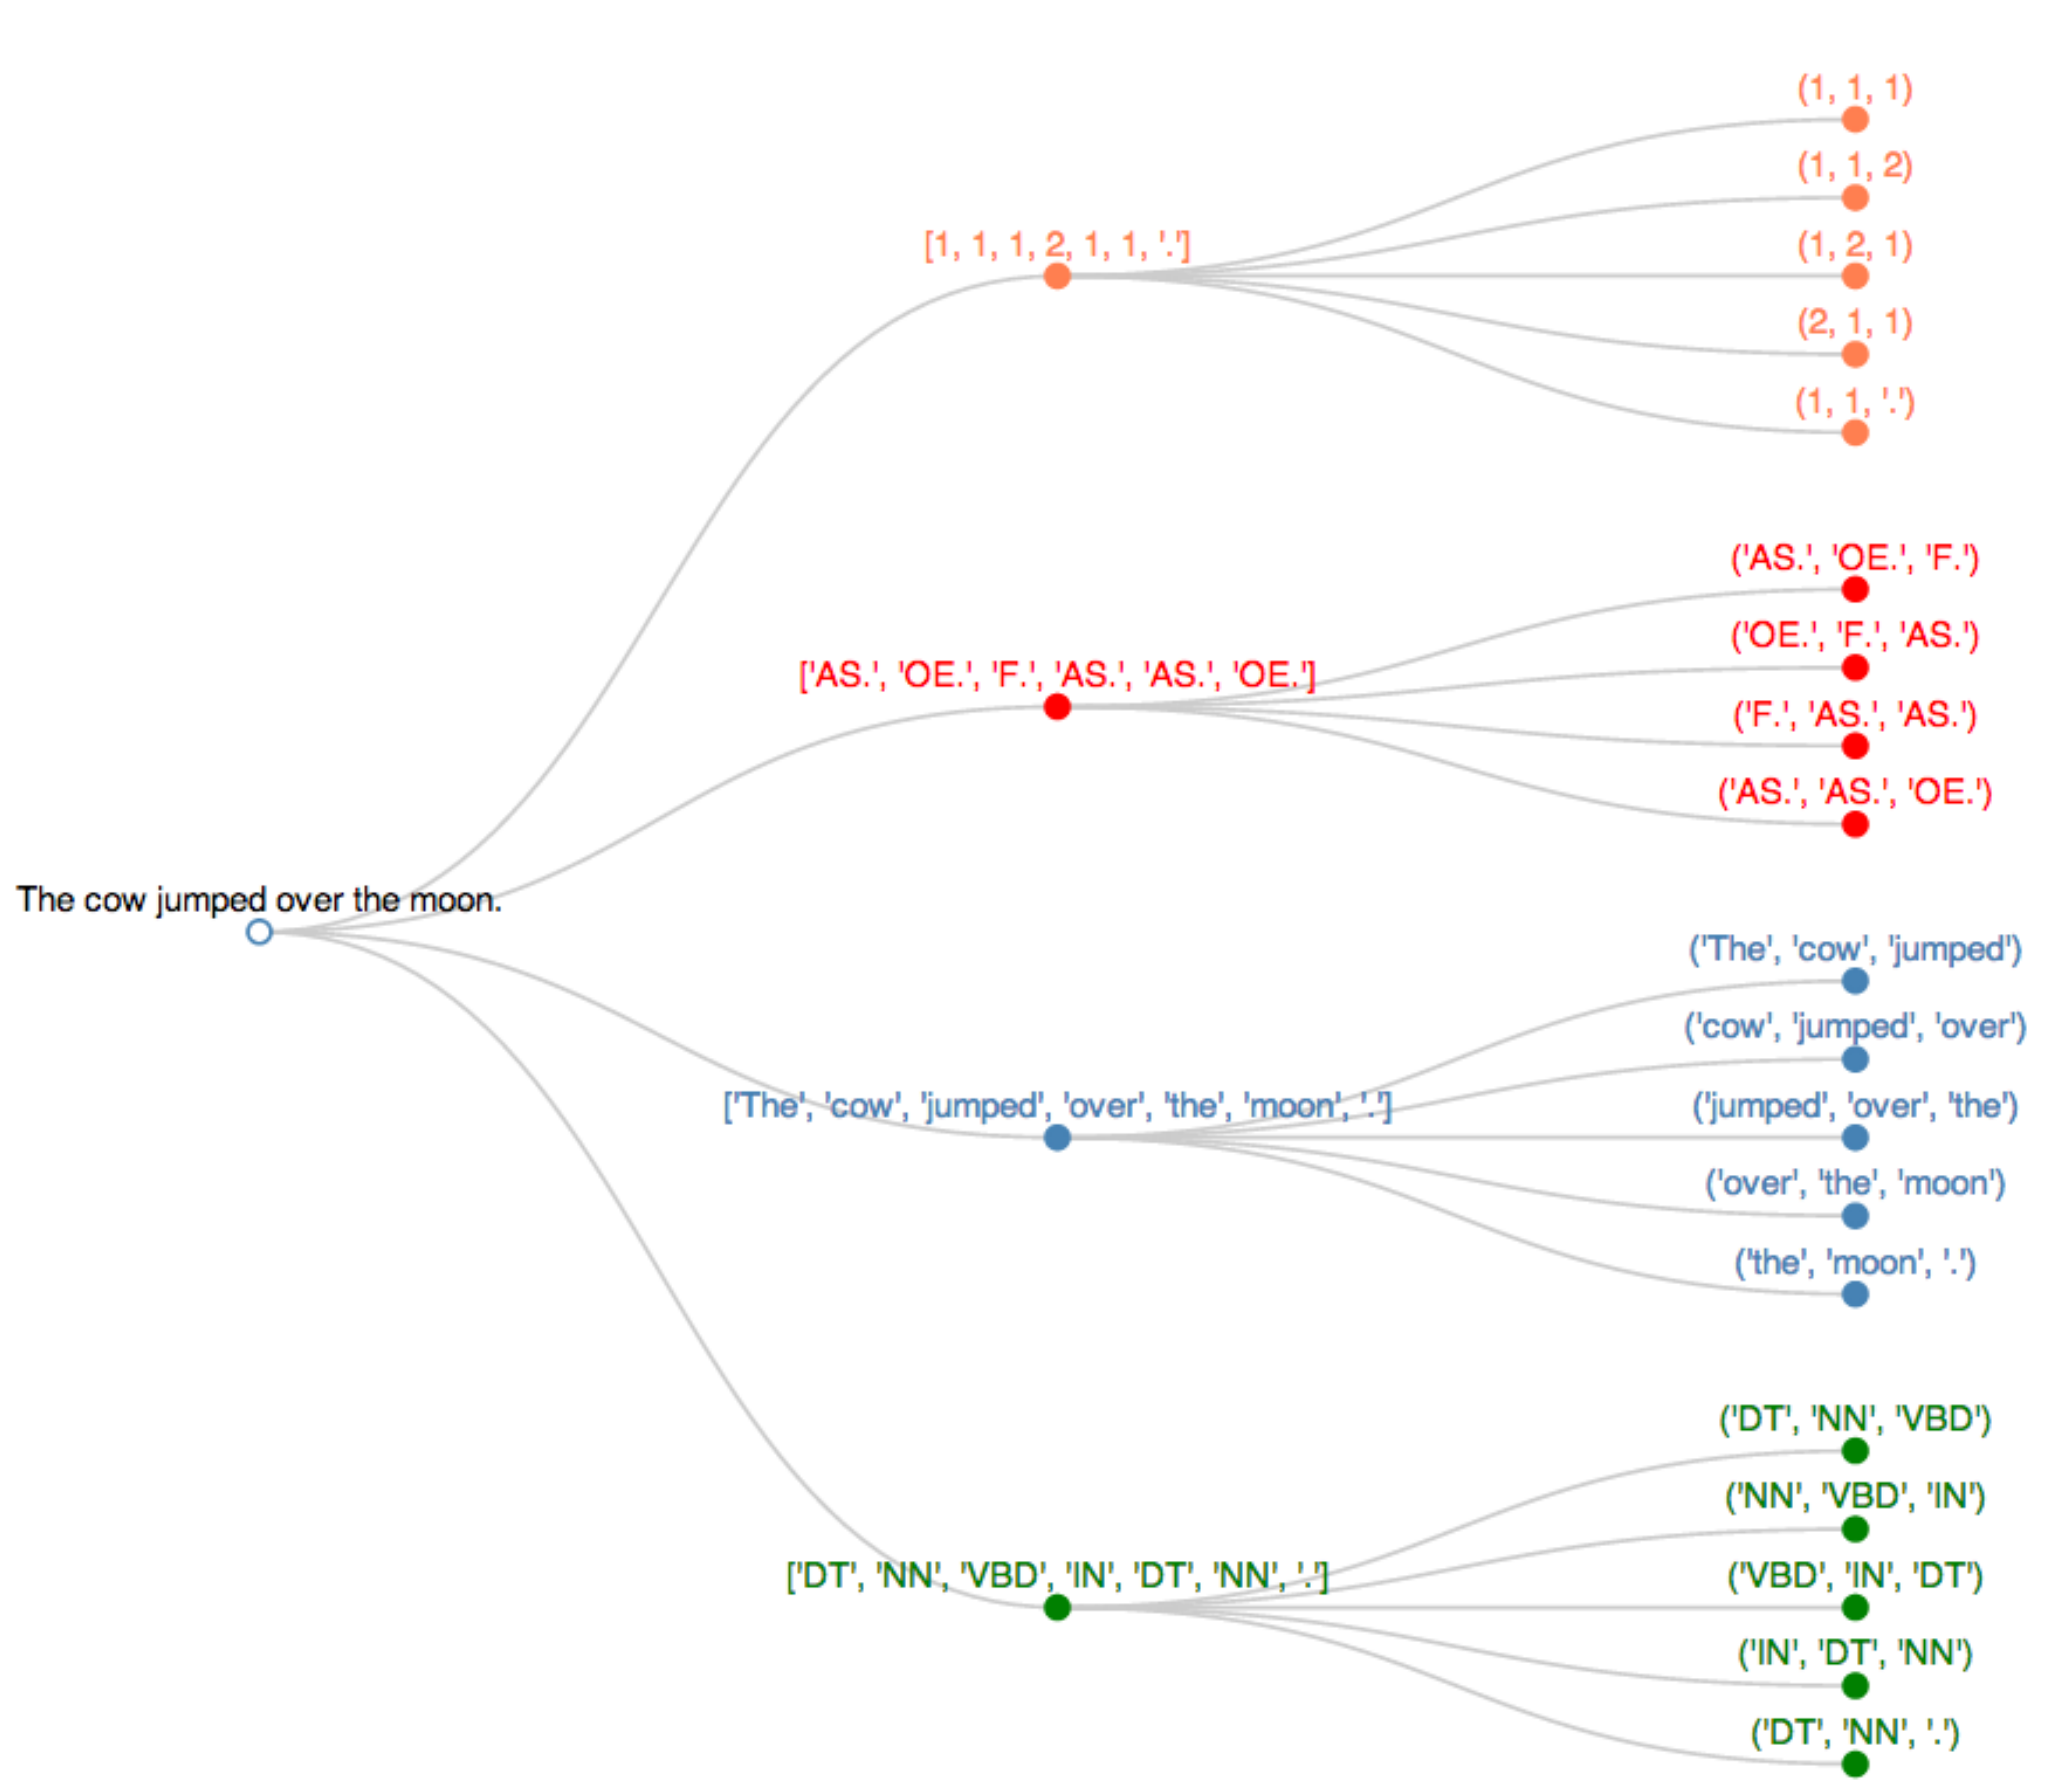 (1, 1, 1)
(1, 1, 2)
[1, 1, 1, 2, 1, 1, '.']
(1, 2, 1)
(2, 1, 1)
(1, 1, '.')
('AS.', 'OE.', 'F.')
('OE.', 'F.', 'AS.')
['AS.', 'OE.', 'F.', 'AS.', 'AS.', 'OE.']
('F.', 'AS.', 'AS.')
('AS.', 'AS.', 'OE.')
The cow jumped over the moon.
('The', 'cow', 'jumped')
('cow', 'jumped', 'over')
['The', 'cow', 'jumped', 'over', 'the', 'moon', '.']
('jumped', 'over', 'the')
('over', 'the', 'moon')
('the', 'moon', '.')
('DT', 'NN', 'VBD')
('NN', 'VBD', 'IN')
['DT', 'NN', 'VBD', 'IN', 'DT', 'NN', '.']
('VBD', 'IN', 'DT')
('IN', 'DT', 'NN')
('DT', 'NN', '.')